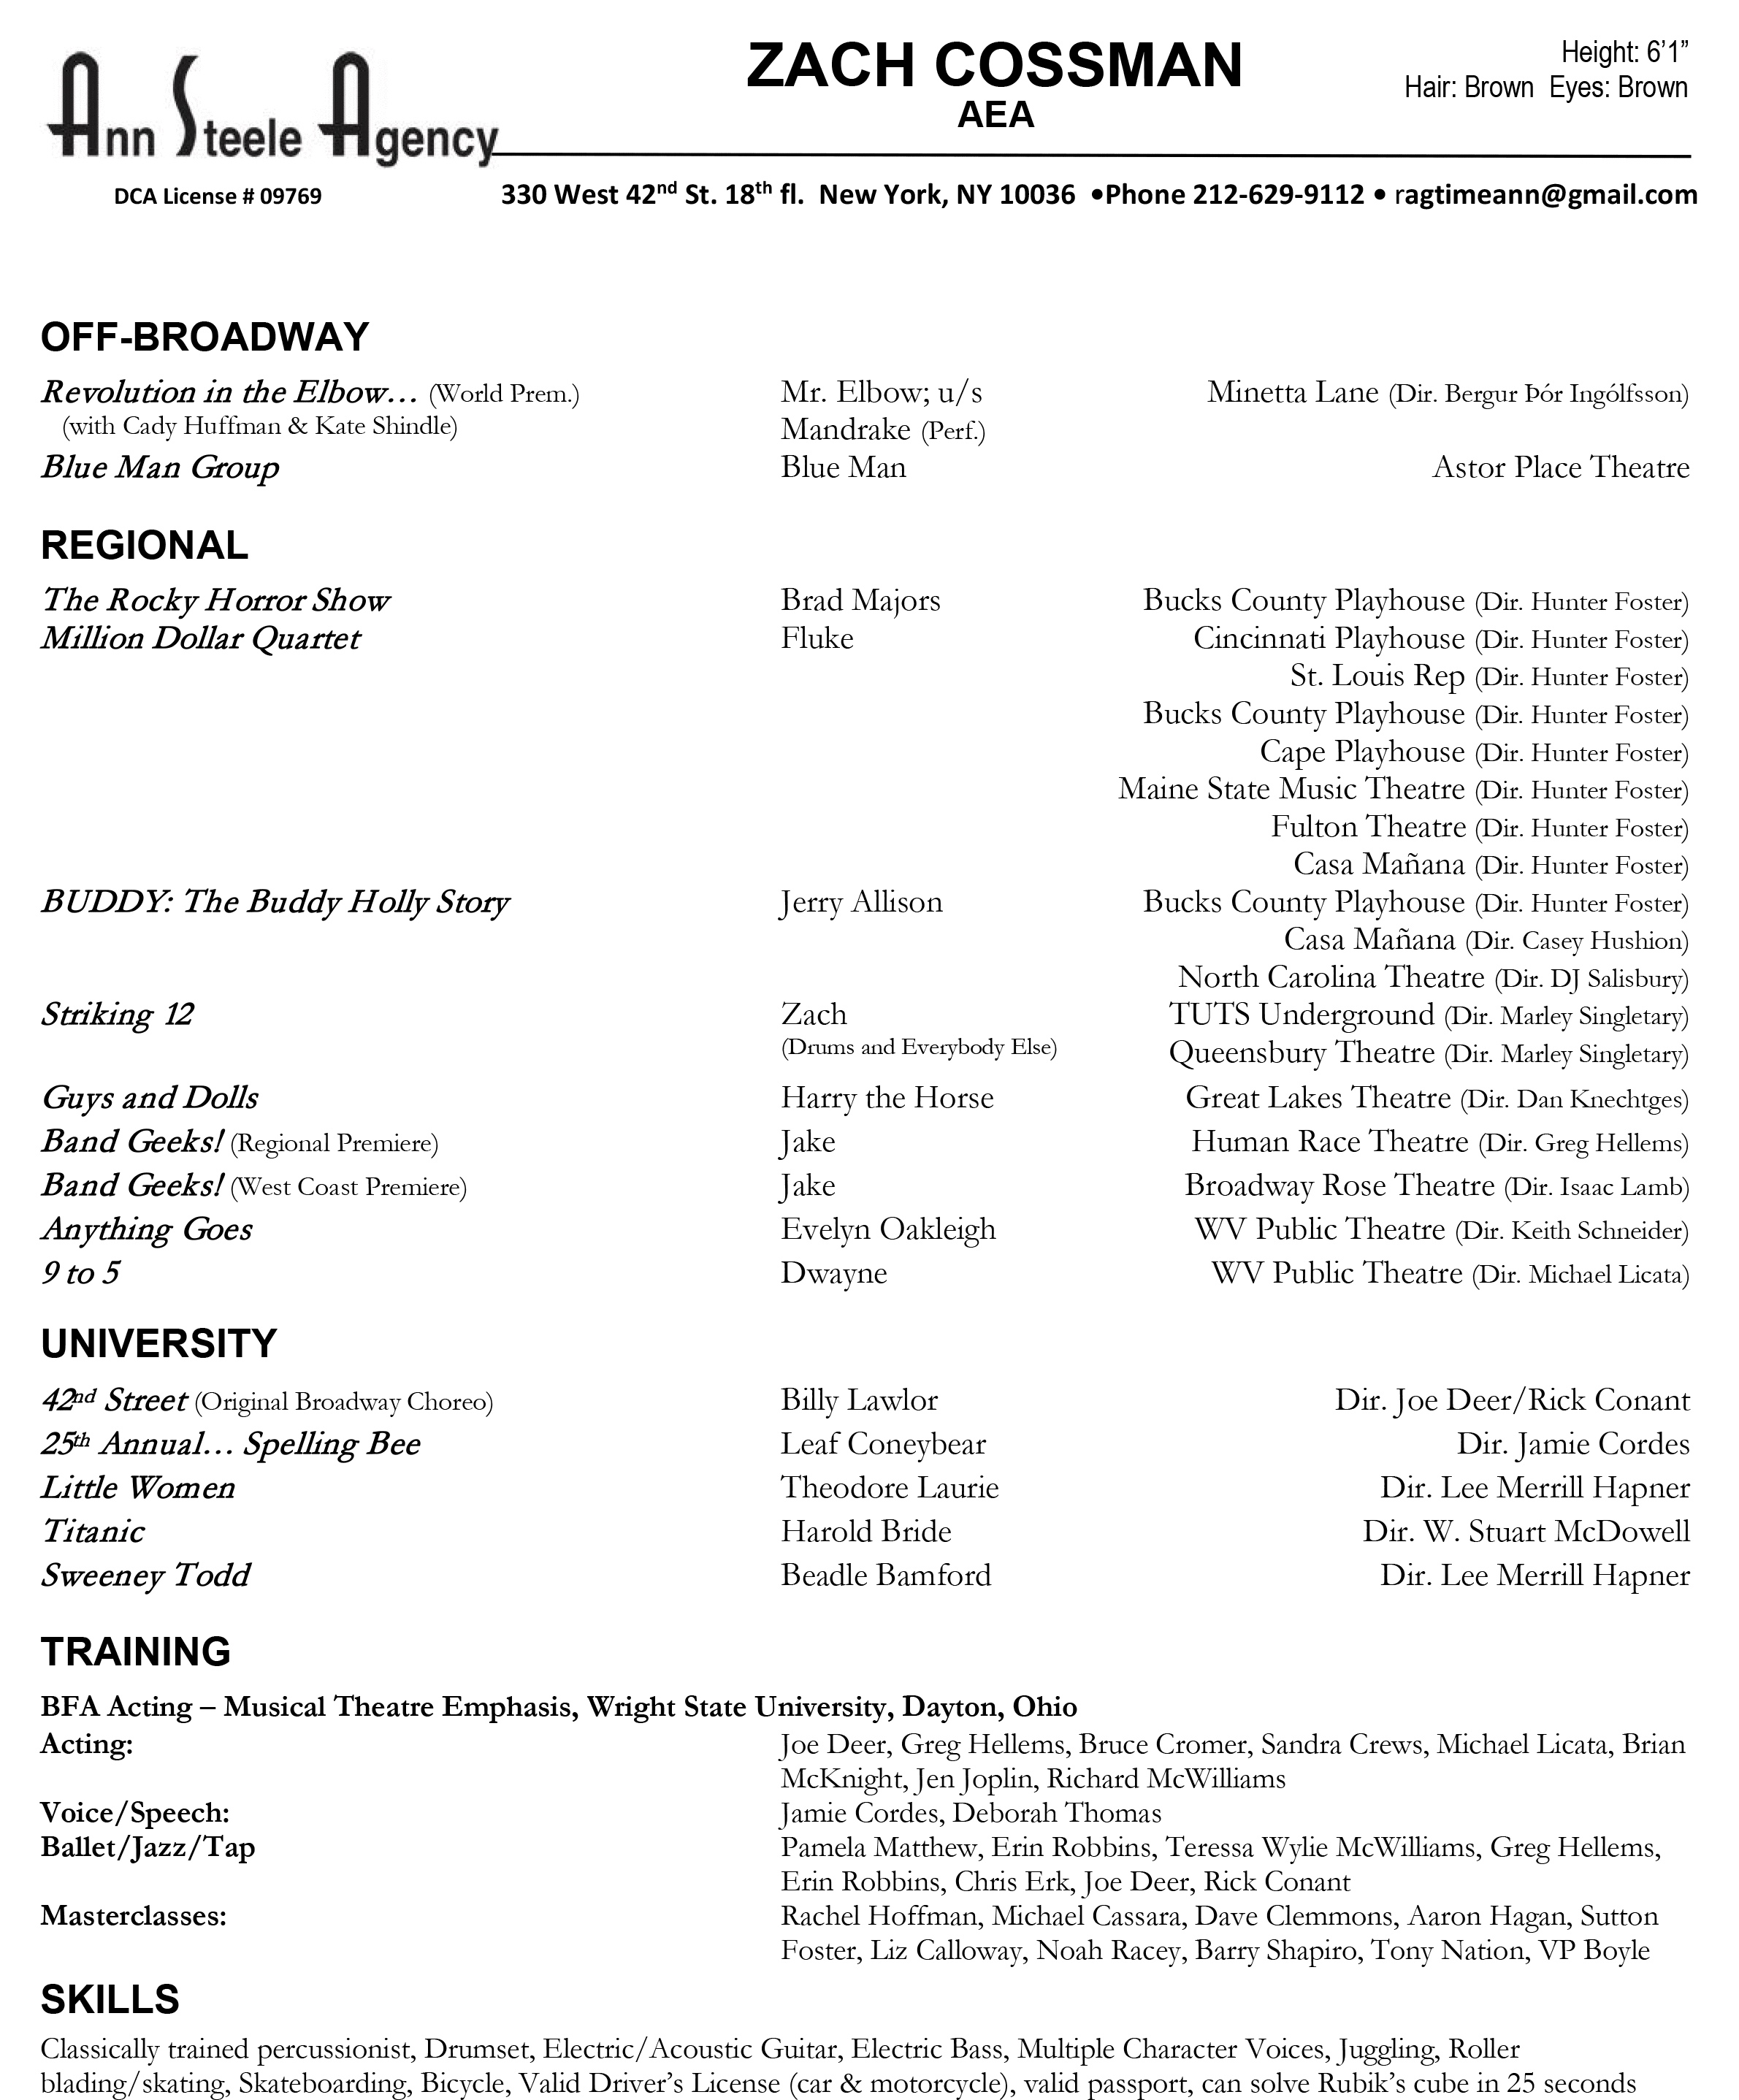 Ann Steele Agency
ZACH COSSMAN
AEA
Height: 6’1”
Hair: Brown  Eyes: Brown
DCA License # 09769
330 West 42nd St. 18th fl.  New York, NY 10036  •Phone 212-629-9112 • ragtimeann@gmail.com
OFF-BROADWAY
Revolution in the Elbow… (World Prem.) Mr. Elbow; u/s Minetta Lane (Dir. Bergur Þór Ingólfsson)
(with Cady Huffman & Kate Shindle) Mandrake (Perf.)
Blue Man Group Blue Man Astor Place Theatre
REGIONAL
The Rocky Horror Show Brad Majors Bucks County Playhouse (Dir. Hunter Foster)
Million Dollar Quartet Fluke Cincinnati Playhouse (Dir. Hunter Foster)
St. Louis Rep (Dir. Hunter Foster)
Bucks County Playhouse (Dir. Hunter Foster)
Cape Playhouse (Dir. Hunter Foster)
Maine State Music Theatre (Dir. Hunter Foster)
Fulton Theatre (Dir. Hunter Foster)
Casa Mañana (Dir. Hunter Foster)
BUDDY: The Buddy Holly Story Jerry Allison Bucks County Playhouse (Dir. Hunter Foster)
Casa Mañana (Dir. Casey Hushion)
North Carolina Theatre (Dir. DJ Salisbury)
Striking 12 Zach TUTS Underground (Dir. Marley Singletary)
(Drums and Everybody Else) Queensbury Theatre (Dir. Marley Singletary)
Guys and Dolls Harry the Horse Great Lakes Theatre (Dir. Dan Knechtges)
Band Geeks! (Regional Premiere) Jake Human Race Theatre (Dir. Greg Hellems)
Band Geeks! (West Coast Premiere) Jake Broadway Rose Theatre (Dir. Isaac Lamb)
Anything Goes Evelyn Oakleigh WV Public Theatre (Dir. Keith Schneider)
9 to 5 Dwayne WV Public Theatre (Dir. Michael Licata)
UNIVERSITY
42nd Street (Original Broadway Choreo) Billy Lawlor Dir. Joe Deer/Rick Conant
25th Annual… Spelling Bee Leaf Coneybear Dir. Jamie Cordes
Little Women Theodore Laurie Dir. Lee Merrill Hapner
Titanic Harold Bride Dir. W. Stuart McDowell
Sweeney Todd Beadle Bamford Dir. Lee Merrill Hapner
TRAINING
BFA Acting – Musical Theatre Emphasis, Wright State University, Dayton, Ohio
Acting: Joe Deer, Greg Hellems, Bruce Cromer, Sandra Crews, Michael Licata, Brian
McKnight, Jen Joplin, Richard McWilliams
Voice/Speech: Jamie Cordes, Deborah Thomas
Ballet/Jazz/Tap Pamela Matthew, Erin Robbins, Teressa Wylie McWilliams, Greg Hellems,
Erin Robbins, Chris Erk, Joe Deer, Rick Conant
Masterclasses: Rachel Hoffman, Michael Cassara, Dave Clemmons, Aaron Hagan, Sutton
Foster, Liz Calloway, Noah Racey, Barry Shapiro, Tony Nation, VP Boyle
SKILLS
Classically trained percussionist, Drumset, Electric/Acoustic Guitar, Electric Bass, Multiple Character Voices, Juggling, Roller
blading/skating, Skateboarding, Bicycle, Valid Driver’s License (car & motorcycle), valid passport, can solve Rubik’s cube in 25 seconds